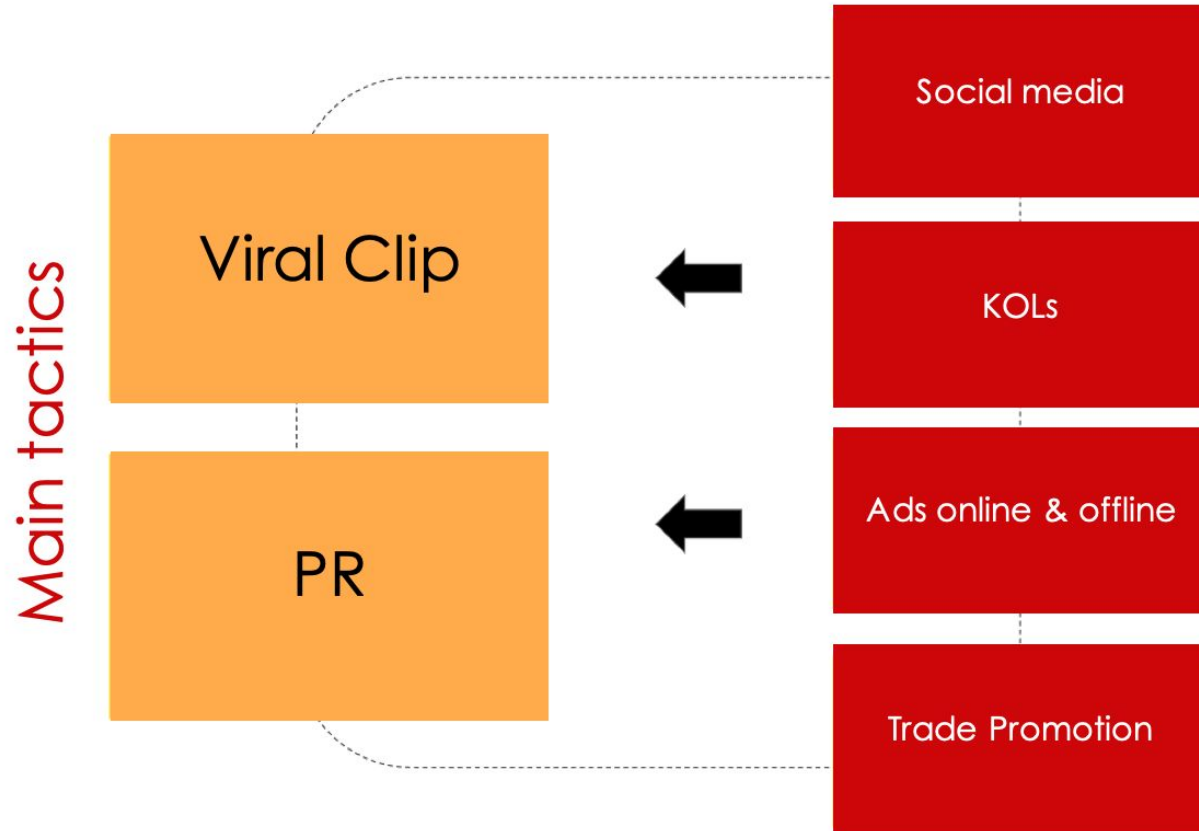 Main tactics
Viral Clip
PR
Social media
KOLs
Ads online & offline
Trade Promotion